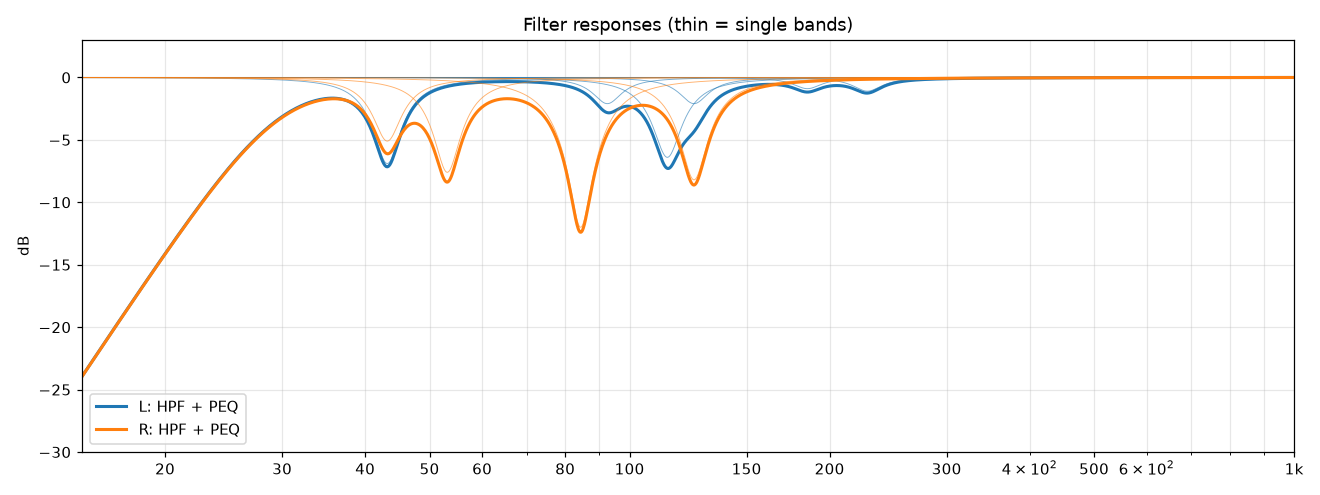 Filter responses (thin = single bands)
dB
0
−5
−10
−15
−20
−25
−30
L: HPF + PEQ
R: HPF + PEQ
20 30 40 50 60 80 100 150 200 300 4 × 10² 500 6 × 10² 1k